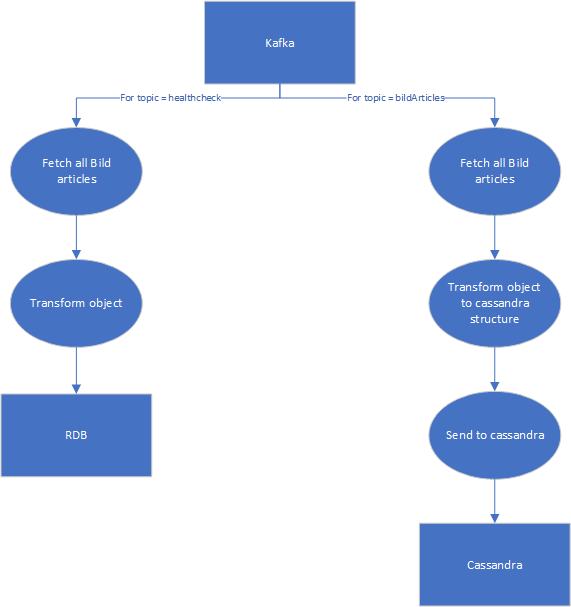 Kafka
For topic = healthcheck
For topic = bildArticles
Fetch all Bild
articles
Fetch all Bild
articles
Transform object
Transform object
to cassandra
structure
RDB
Send to cassandra
Cassandra